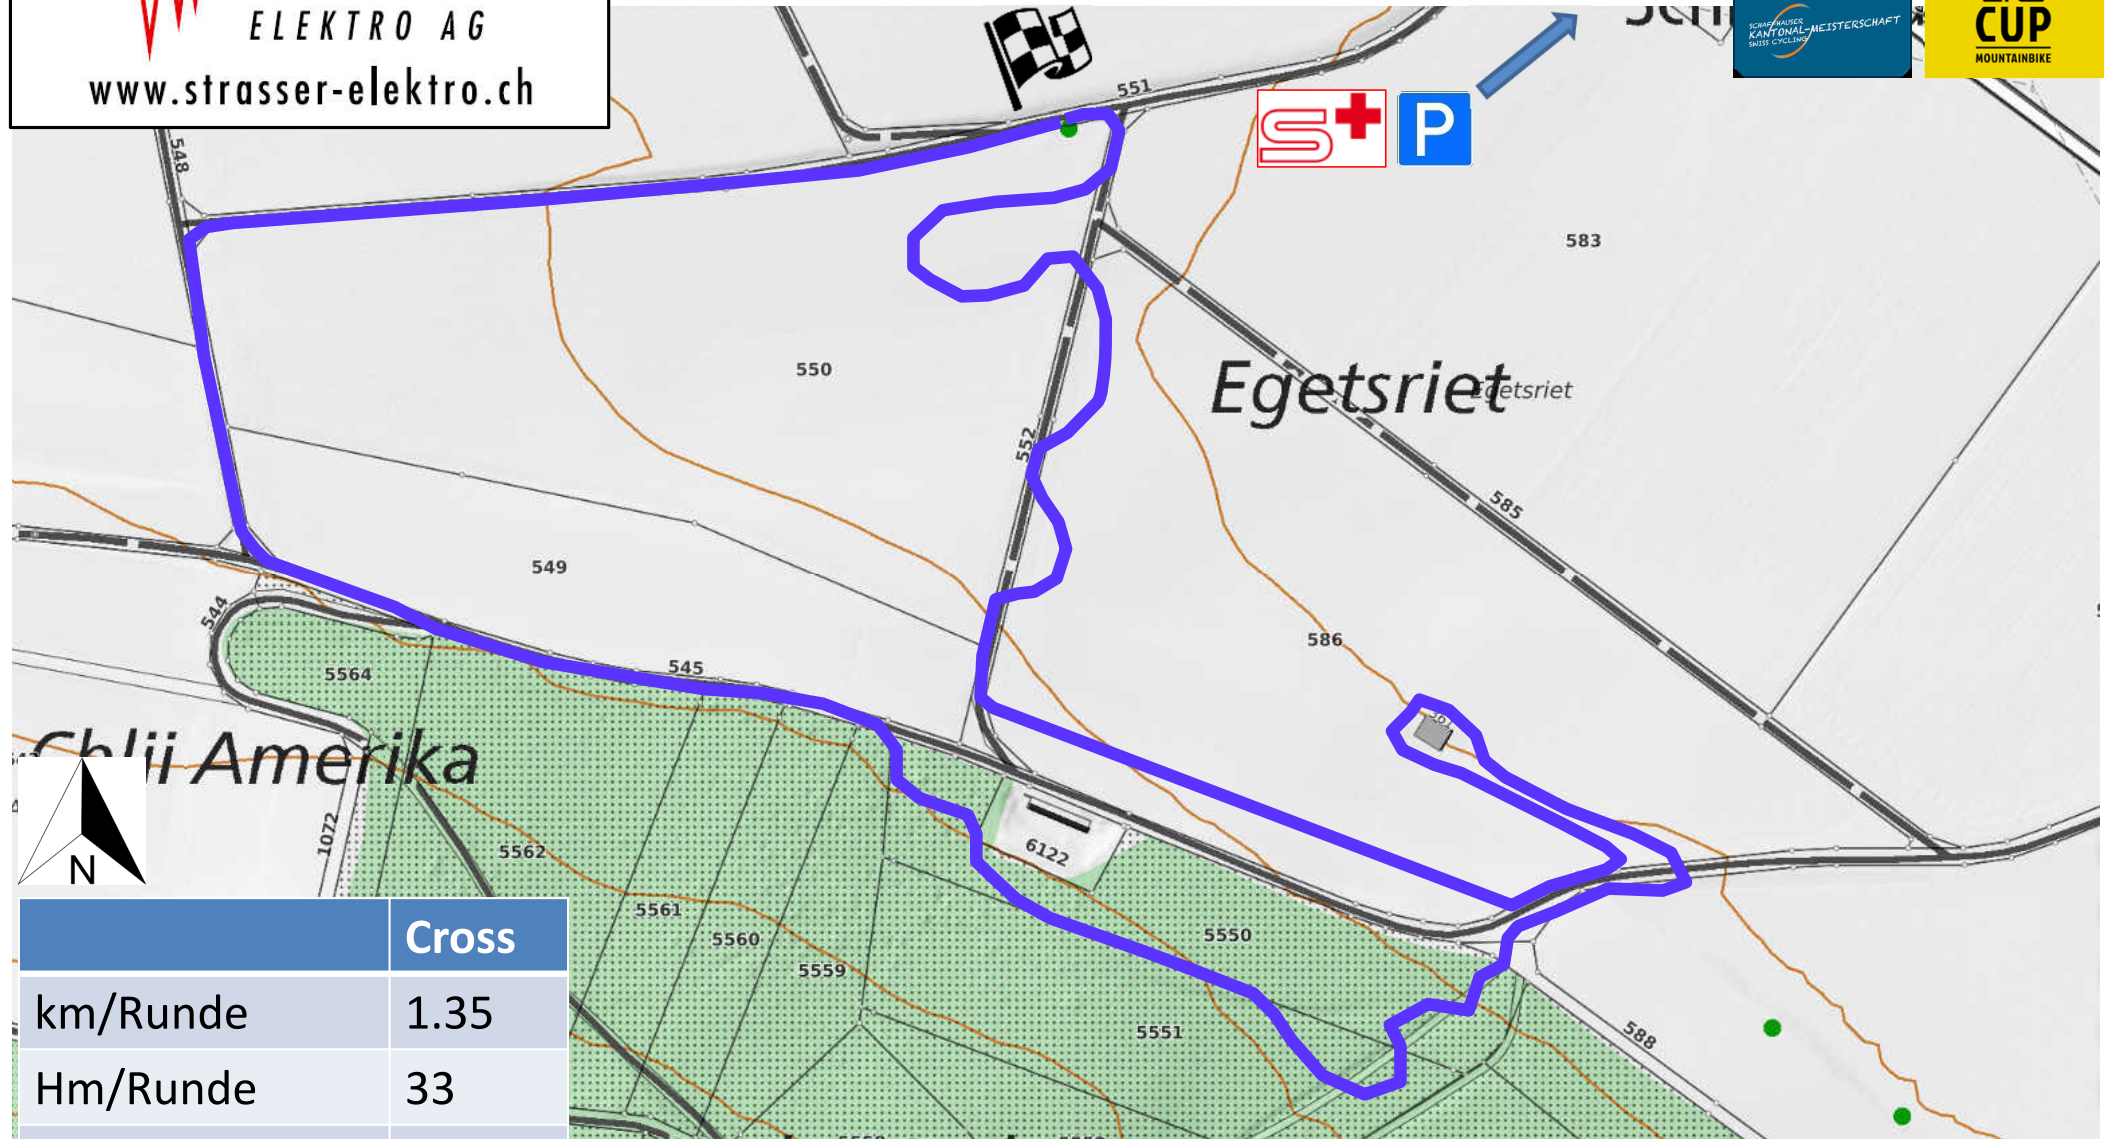 ELEKTRO AG
www.strasser-elektro.ch
SCHAFFHAUSER
KANTONAL-MEISTERSCHAFT
SWISS CYCLING
CUP
MOUNTAINBIKE
551
548
S+
P
583
550
Egetsriet
Egetsriet
552
585
549
544
586
545
5564
Chlii Amerika
1072
5562
6122
N
5561
5560
5559
5550
5551
588
Cross
km/Runde 1.35
Hm/Runde 33